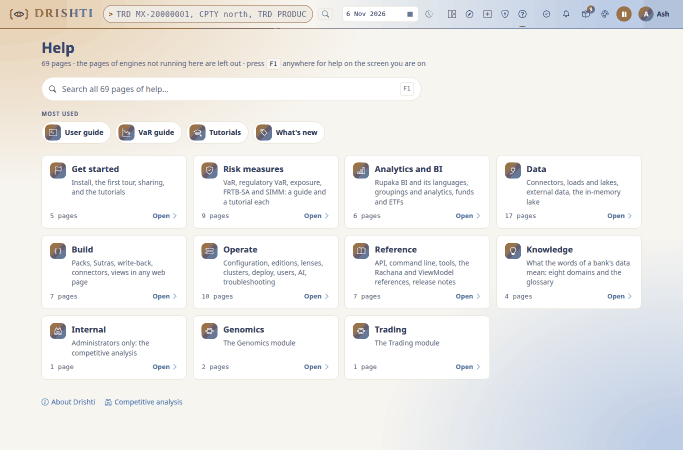 DRISHTI
> TRD MX-20000001, CPTY north, TRD PRODUC
6 Nov 2026
A Ash
Help
69 pages · the pages of engines not running here are left out · press F1 anywhere for help on the screen you are on
Search all 69 pages of help... F1
MOST USED
User guide
VaR guide
Tutorials
What's new
Get started
Install, the first tour, sharing,
and the tutorials
5 pages Open
Risk measures
VaR, regulatory VaR, exposure,
FRTB-SA and SIMM: a guide and
a tutorial each
9 pages Open
Analytics and BI
Rupaka BI and its languages,
groupings and analytics, funds
and ETFs
6 pages Open
Data
Connectors, loads and lakes,
external data, the in-memory
lake
17 pages Open
Build
Packs, Sutras, write-back,
connectors, views in any web
page
7 pages Open
Operate
Configuration, editions, lenses,
clusters, deploy, users, AI,
troubleshooting
10 pages Open
Reference
API, command line, tools, the
Rachana and ViewModel
references, release notes
7 pages Open
Knowledge
What the words of a bank's data
mean: eight domains and the
glossary
4 pages Open
Internal
Administrators only: the
competitive analysis
1 page Open
Genomics
The Genomics module
2 pages Open
Trading
The Trading module
1 page Open
About Drishti
Competitive analysis